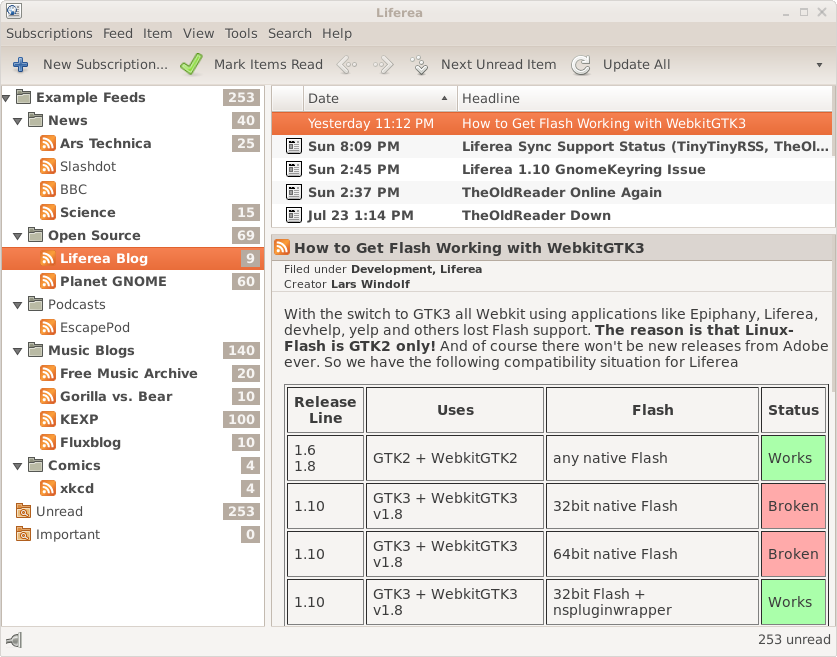 Liferea
Subscriptions Feed Item View Tools Search Help
New Subscription... Mark Items Read Next Unread Item Update All
Example Feeds 253
News 40
Ars Technica 25
Slashdot
BBC
Science 15
Open Source 69
Liferea Blog 9
Planet GNOME 60
Podcasts
EscapePod
Music Blogs 140
Free Music Archive 20
Gorilla vs. Bear 10
KEXP 100
Fluxblog 10
Comics 4
xkcd 4
Unread 253
Important 0
Date Headline
Yesterday 11:12 PM How to Get Flash Working with WebkitGTK3
Sun 8:09 PM Liferea Sync Support Status (TinyTinyRSS, TheOl...
Sun 2:45 PM Liferea 1.10 GnomeKeyring Issue
Sun 2:37 PM TheOldReader Online Again
Jul 23 1:14 PM TheOldReader Down
How to Get Flash Working with WebkitGTK3
Filed under Development, Liferea
Creator Lars Windolf
With the switch to GTK3 all Webkit using applications like Epiphany, Liferea,
devhelp, yelp and others lost Flash support. The reason is that Linux-
Flash is GTK2 only! And of course there won't be new releases from Adobe
ever. So we have the following compatibility situation for Liferea
Release
Line
Uses Flash Status
1.6
1.8
GTK2 + WebkitGTK2 any native Flash Works
1.10
GTK3 + WebkitGTK3
v1.8
32bit native Flash Broken
1.10
GTK3 + WebkitGTK3
v1.8
64bit native Flash Broken
1.10
GTK3 + WebkitGTK3
v1.8
32bit Flash +
nspluginwrapper
Works
253 unread